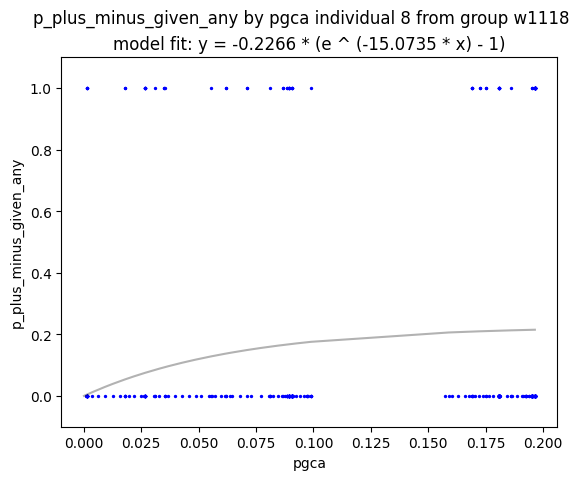 p_plus_minus_given_any by pgca individual 8 from group w1118
model fit: y = -0.2266 * (e ^ (-15.0735 * x) - 1)
1.0
0.8
0.6
0.4
0.2
0.0
p_plus_minus_given_any
0.000 0.025 0.050 0.075 0.100 0.125 0.150 0.175 0.200
pgca